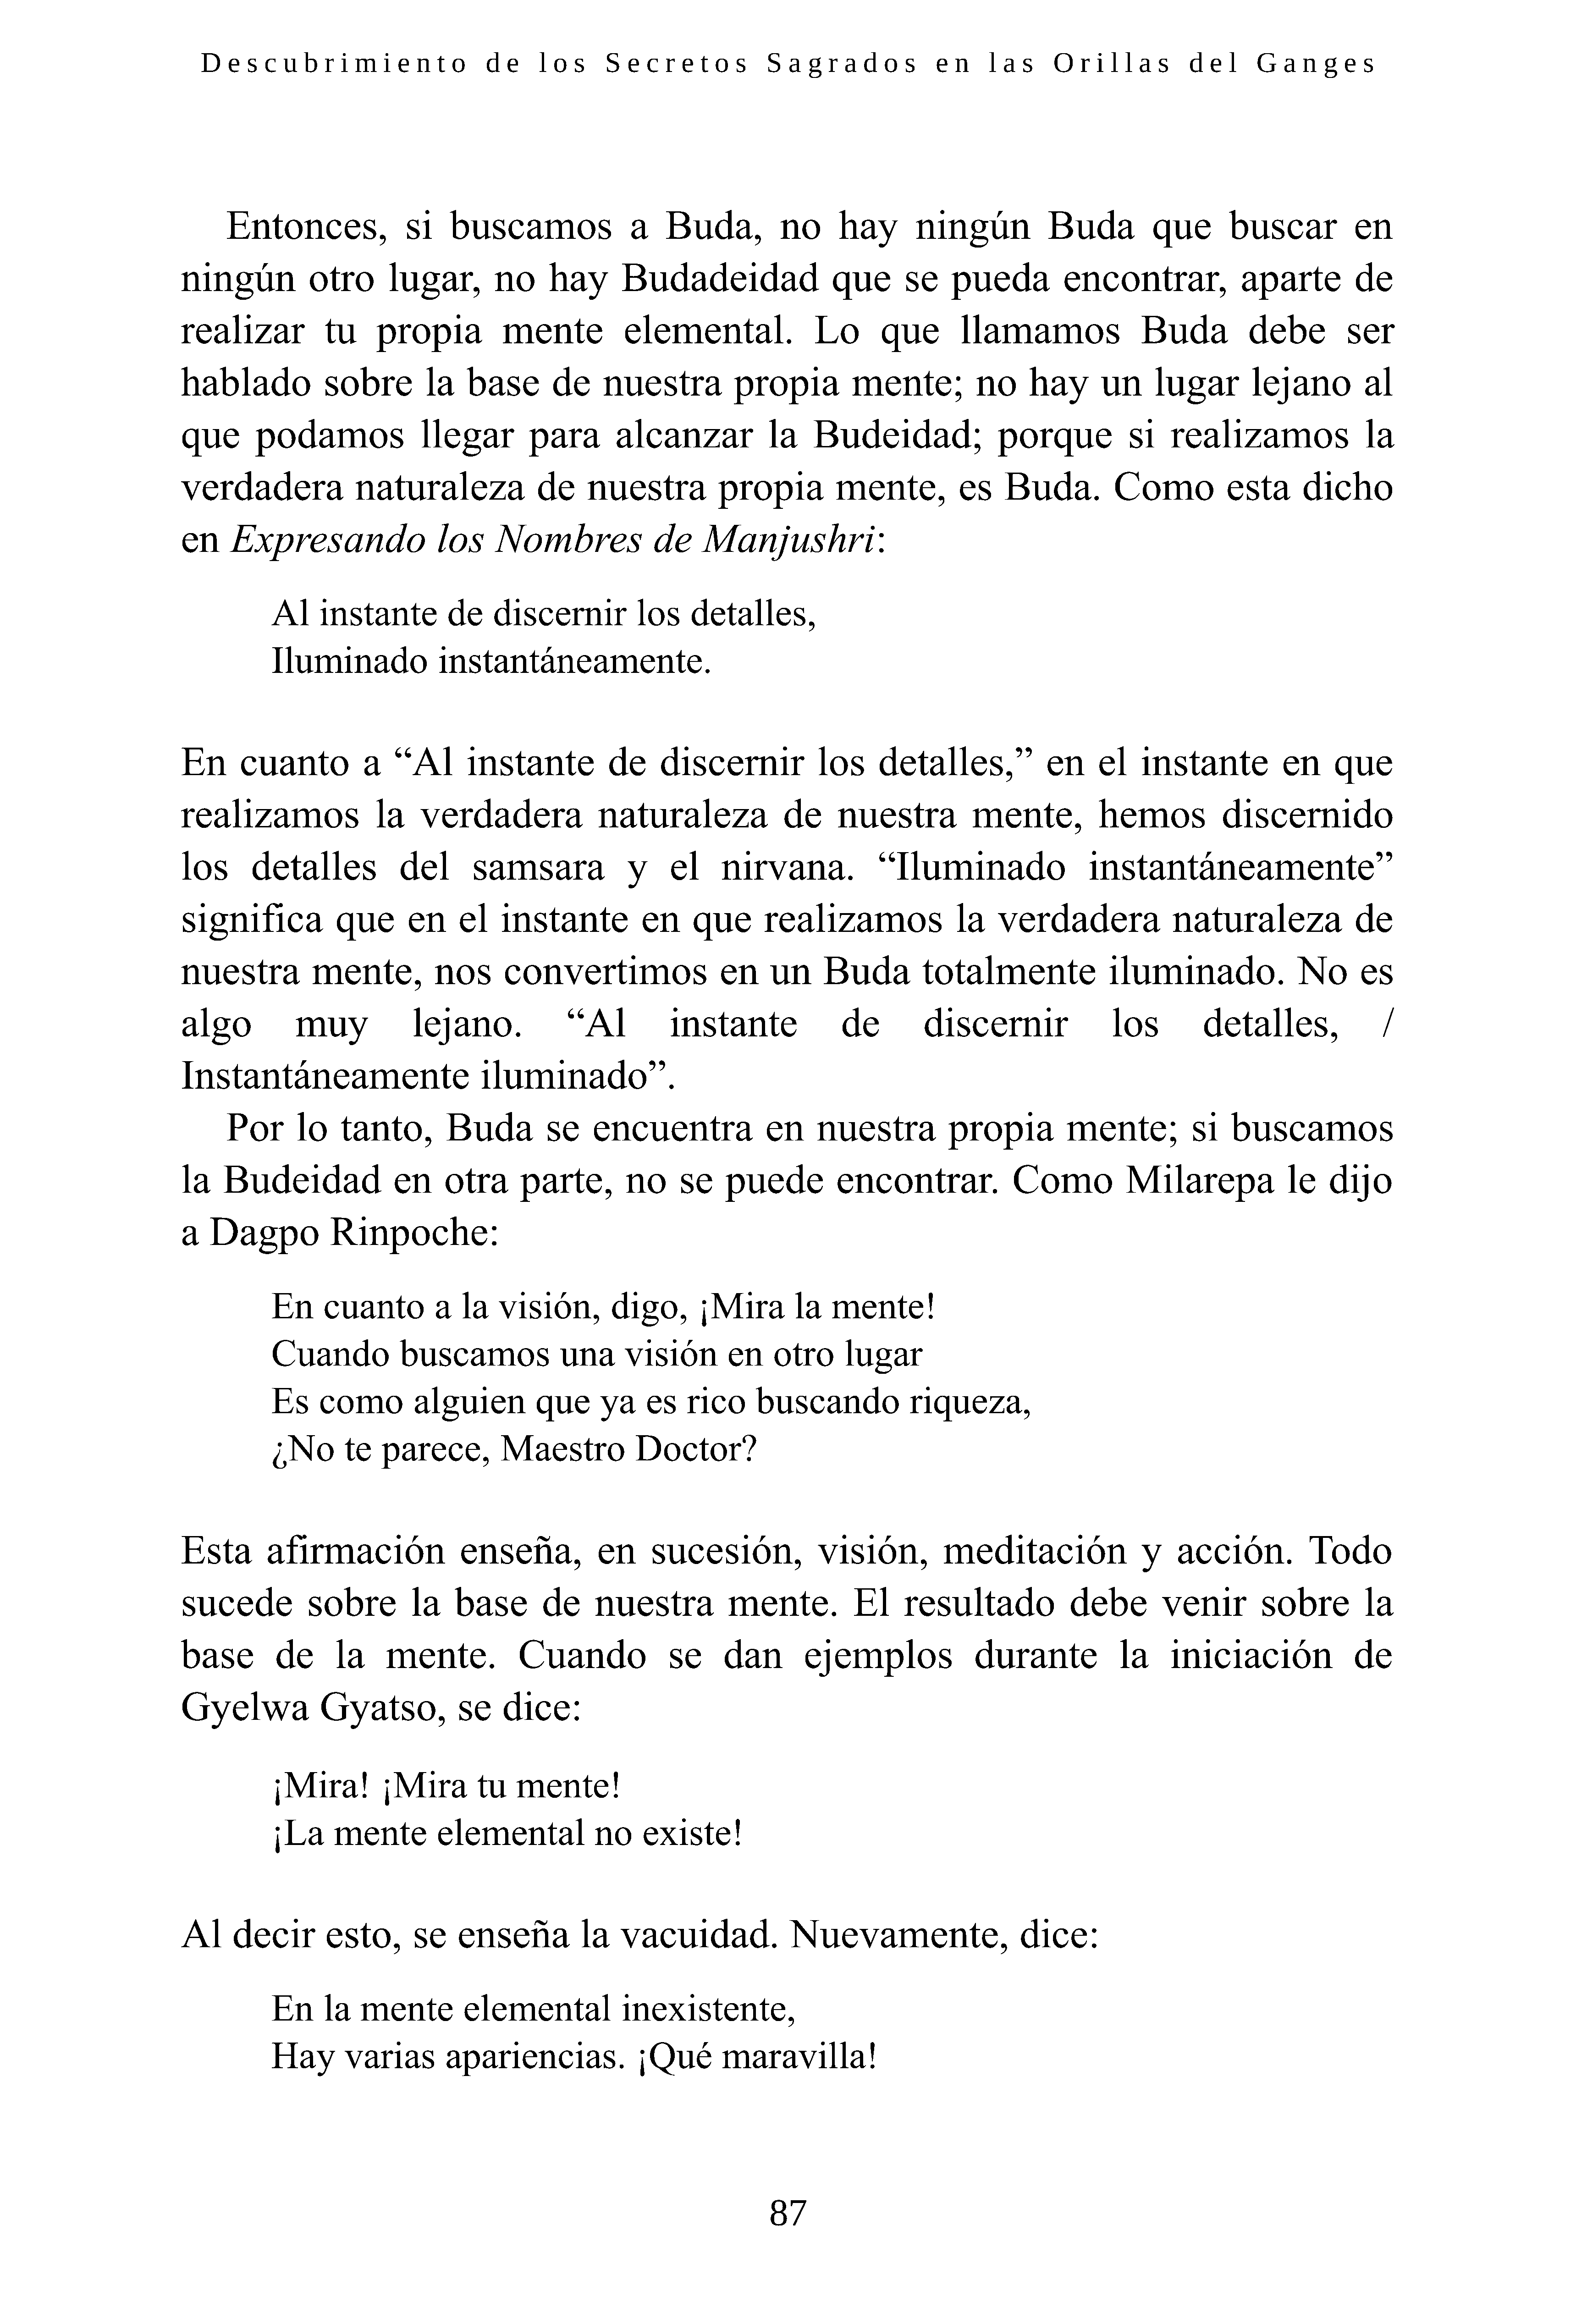 Descubrimiento de los Secretos Sagrados en las Orillas del Ganges
Entonces, si buscamos a Buda, no hay ningún Buda que buscar en
ningún otro lugar, no hay Budadeidad que se pueda encontrar, aparte de
realizar tu propia mente elemental. Lo que llamamos Buda debe ser
hablado sobre la base de nuestra propia mente; no hay un lugar lejano al
que podamos llegar para alcanzar la Budeidad; porque si realizamos la
verdadera naturaleza de nuestra propia mente, es Buda. Como esta dicho
en Expresando los Nombres de Manjushri:
Al instante de discernir los detalles,
Iluminado instantáneamente.
En cuanto a “Al instante de discernir los detalles,” en el instante en que
realizamos la verdadera naturaleza de nuestra mente, hemos discernido
los detalles del samsara y el nirvana. “Iluminado instantáneamente”
significa que en el instante en que realizamos la verdadera naturaleza de
nuestra mente, nos convertimos en un Buda totalmente iluminado. No es
algo muy lejano. “Al instante de discernir los detalles, /
Instantáneamente iluminado”.
Por lo tanto, Buda se encuentra en nuestra propia mente; si buscamos
la Budeidad en otra parte, no se puede encontrar. Como Milarepa le dijo
a Dagpo Rinpoche:
En cuanto a la visión, digo, ¡Mira la mente!
Cuando buscamos una visión en otro lugar
Es como alguien que ya es rico buscando riqueza,
¿No te parece, Maestro Doctor?
Esta afirmación enseña, en sucesión, visión, meditación y acción. Todo
sucede sobre la base de nuestra mente. El resultado debe venir sobre la
base de la mente. Cuando se dan ejemplos durante la iniciación de
Gyelwa Gyatso, se dice:
¡Mira! ¡Mira tu mente!
¡La mente elemental no existe!
Al decir esto, se enseña la vacuidad. Nuevamente, dice:
En la mente elemental inexistente,
Hay varias apariencias. ¡Qué maravilla!
87